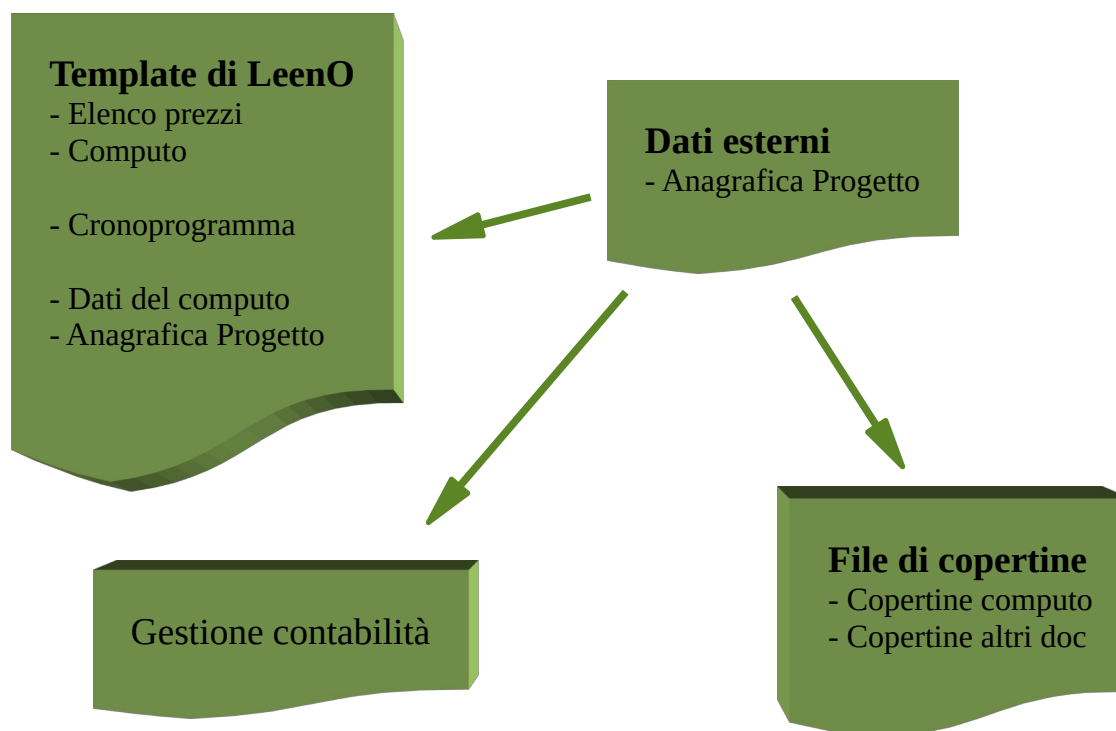 Template di LeenO
- Elenco prezzi
- Computo
- Cronoprogramma
- Dati del computo
- Anagrafica Progetto
Dati esterni
- Anagrafica Progetto
Gestione contabilità
File di copertine
- Copertine computo
- Copertine altri doc